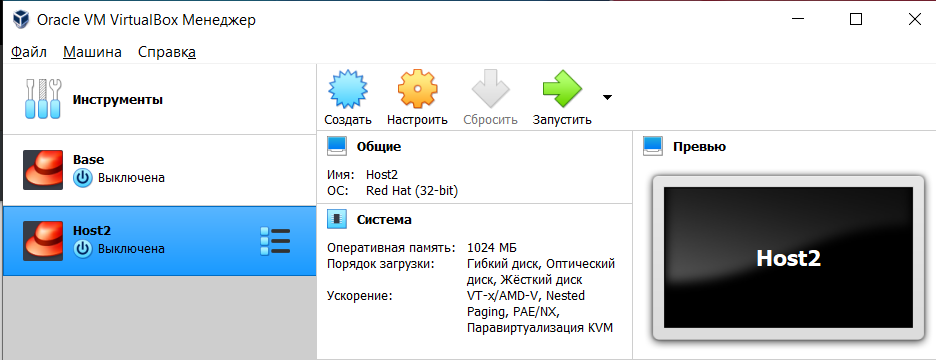 Oracle VM VirtualBox Менеджер
Файл Машина Справка
Инструменты
Base
Выключена
Host2
Выключена
Создать Настроить Сбросить Запустить
Общие
Имя: Host2
ОС: Red Hat (32-bit)
Система
Оперативная память: 1024 МБ
Порядок загрузки: Гибкий диск, Оптический
диск, Жёсткий диск
Ускорение: VT-x/AMD-V, Nested
Paging, PAE/NX,
Паравиртуализация KVM
Превью
Host2